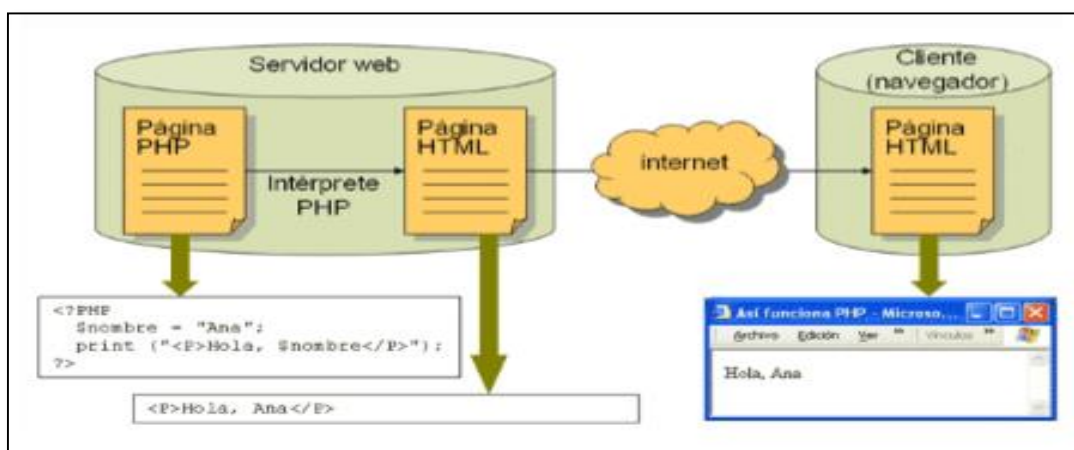 Servidor web
Página
PHP
Intérprete
PHP
Página
HTML
internet
Cliente
(navegador)
Página
HTML
<?PHP
$nombre = "Ana";
print ("<P>Hola, $nombre</P>");
?>
<P>Hola, Ana</P>
Así funciona PHP - Microso...
Archivo Edición Ver » Vínculos »
Hola, Ana